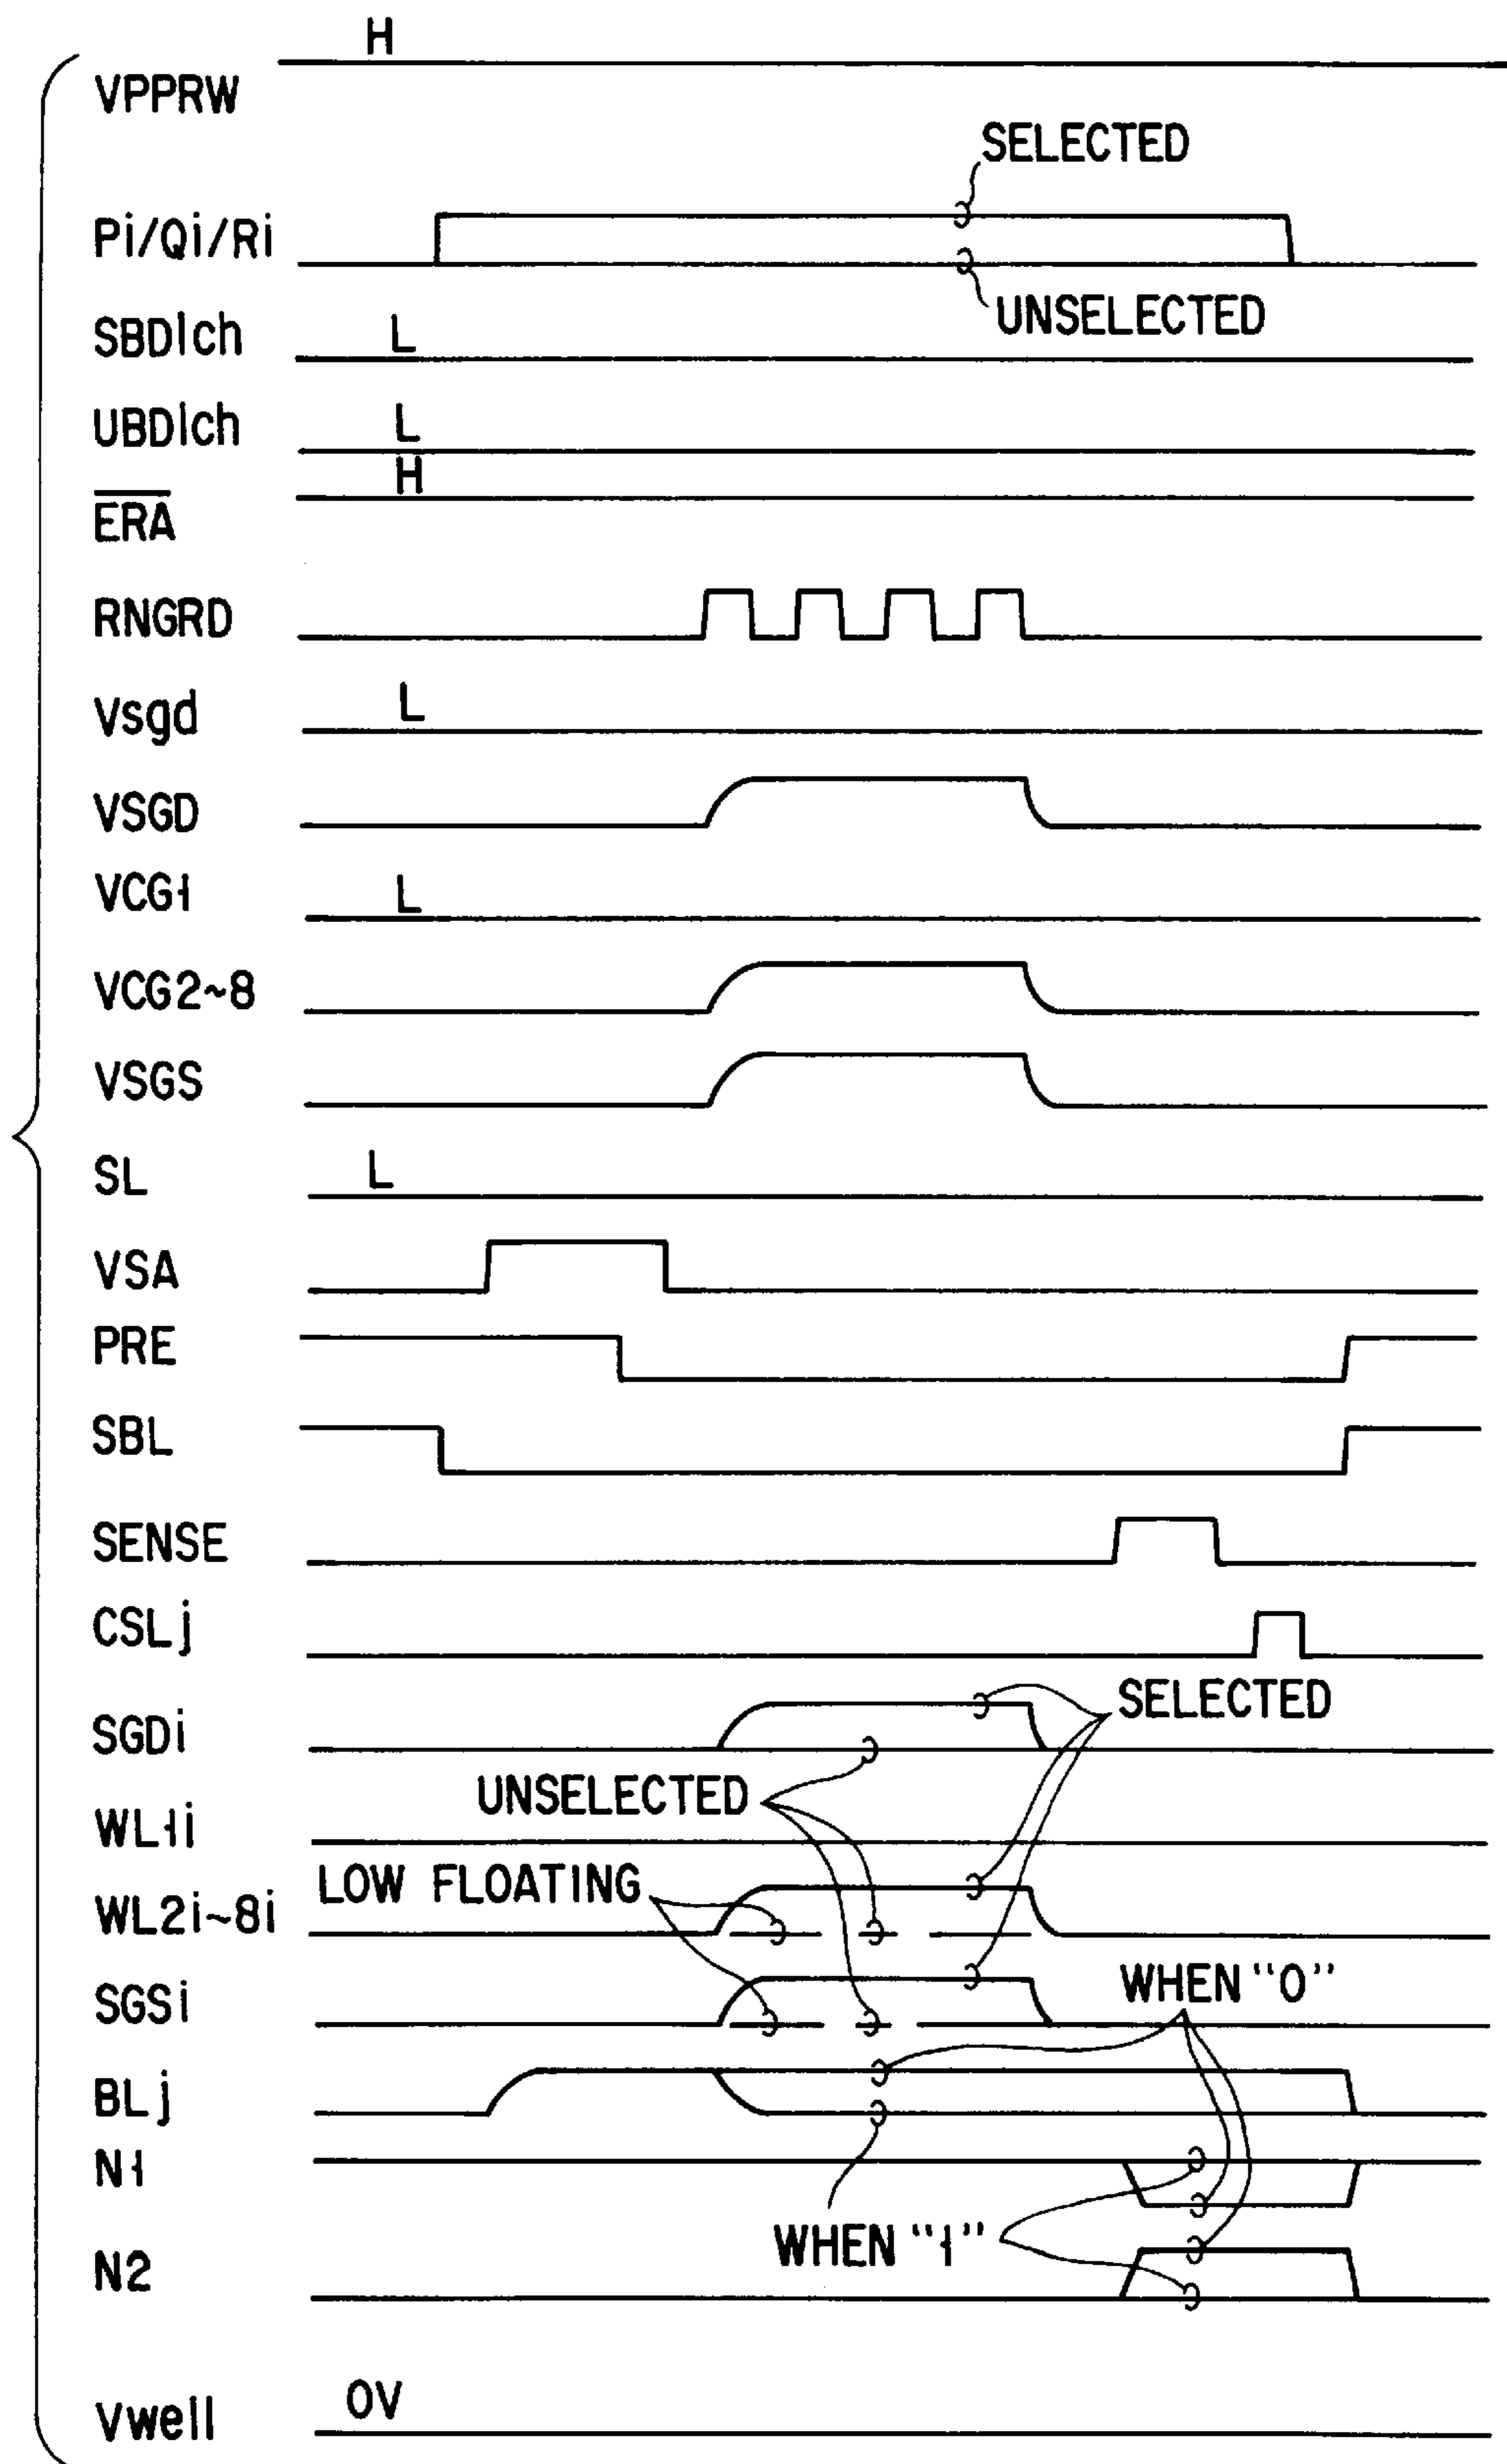 H
VPPRW
SELECTED
Pi/Qi/Ri
UNSELECTED
SBDlch L
UBDlch L
H
ERA
RNGRD
Vsgd L
VSGD
VCG1 L
VCG2~8
VSGS
SL L
VSA
PRE
SBL
SENSE
CSLj
SELECTED
SGDi
UNSELECTED
WL1i
LOW FLOATING
WL2i~8i
WHEN "0"
SGSi
BLj
N1
WHEN "1"
N2
0V
Vwell